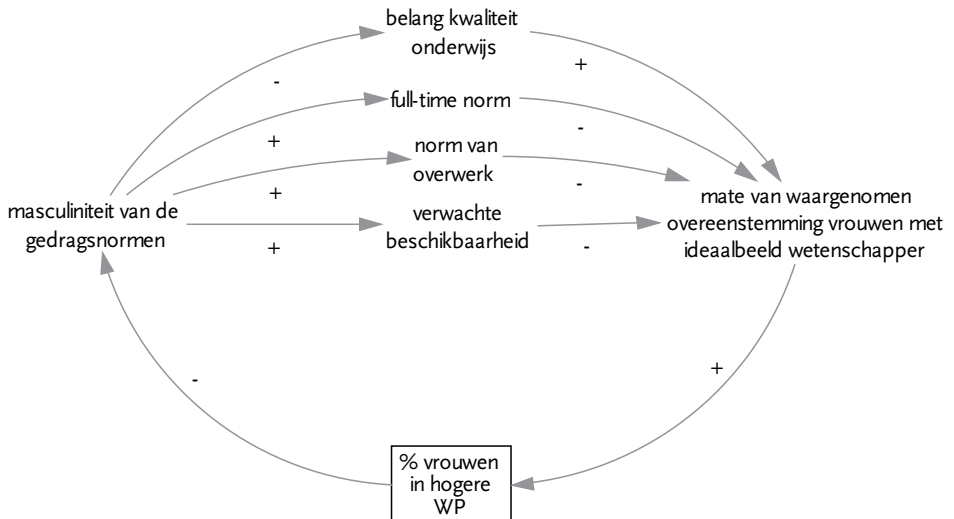 belang kwaliteit
onderwijs
+
-
full-time norm
-
+
norm van
overwerk
-
+
masculiniteit van de
gedragsnormen
verwachte
beschikbaarheid
+
-
mate van waargenomen
overeenstemming vrouwen met
ideaalbeeld wetenschapper
+
-
% vrouwen
in hogere
WP